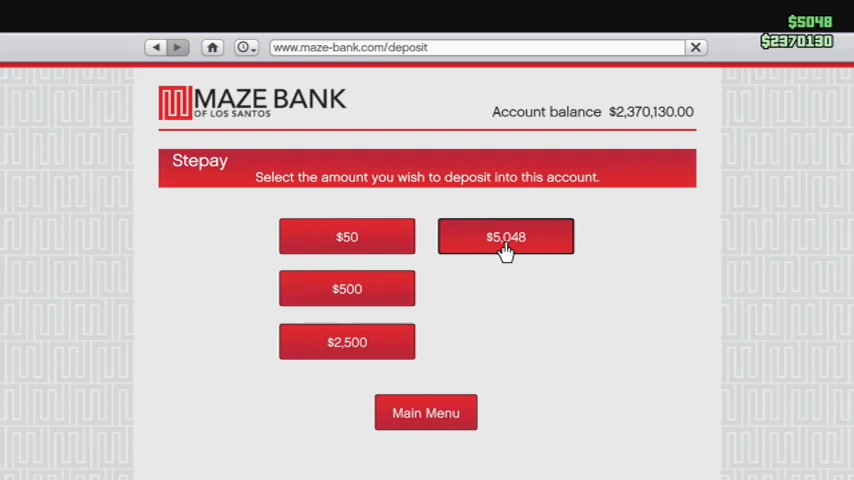 $5048
$2370130
www.maze-bank.com/deposit
MAZE BANK
OF LOS SANTOS
Account balance $2,370,130.00
Stepay
Select the amount you wish to deposit into this account.
$50
$5,048
$500
$2,500
Main Menu